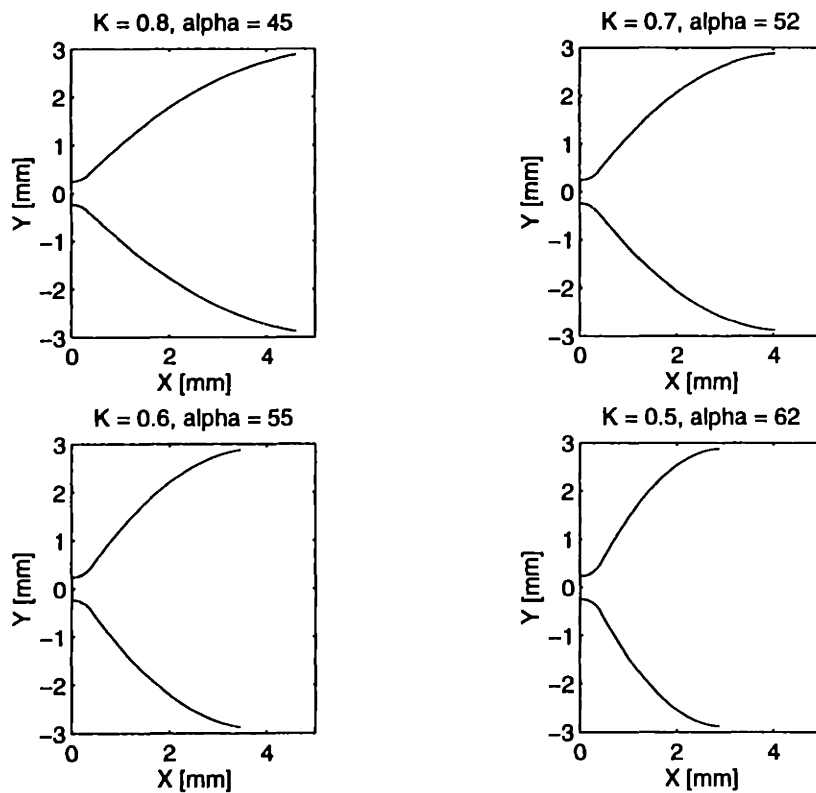 K = 0.8, alpha = 45
3
2
1
0
-1
-2
-3
Y [mm]
0 2 4
X [mm]
K = 0.7, alpha = 52
3
2
1
0
-1
-2
-3
Y [mm]
0 2 4
X [mm]
K = 0.6, alpha = 55
3
2
1
0
-1
-2
-3
Y [mm]
0 2 4
X [mm]
K = 0.5, alpha = 62
3
2
1
0
-1
-2
-3
Y [mm]
0 2 4
X [mm]